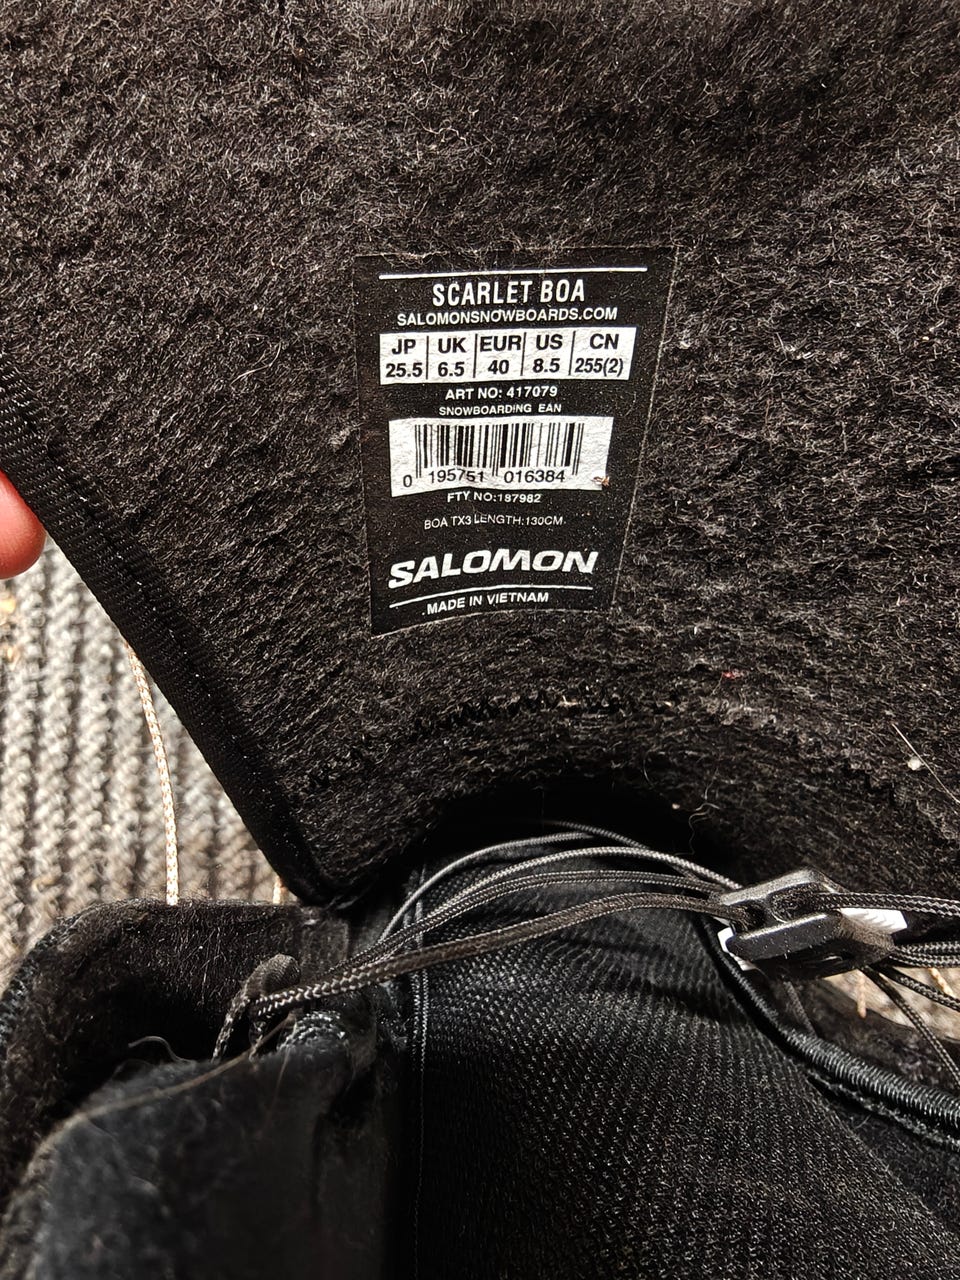 SCARLET BOA
SALOMONSNOWBOARDS.COM
JP UK EUR US CN
25.5 6.5 40 8.5 255(2)
ART NO: 417079
SNOWBOARDING EAN
0 195751 016384
FTY NO:187982
BOA TX3 LENGTH:130CM
SALOMON
MADE IN VIETNAM